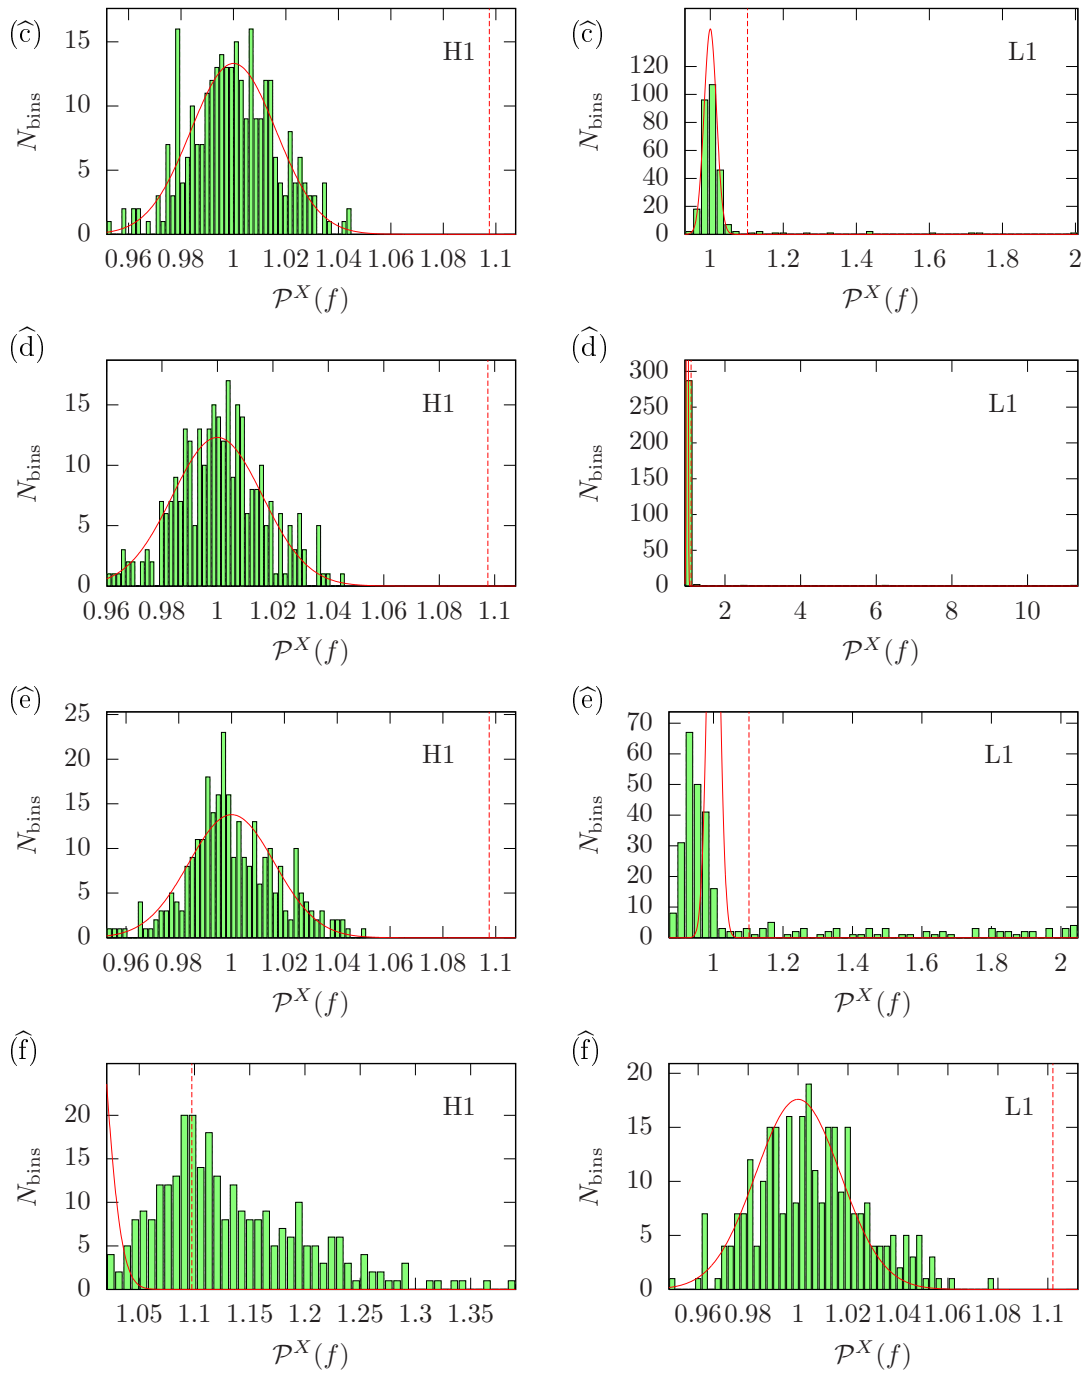 (ĉ)
H1
N_bins
15
10
5
0
0.96 0.98 1 1.02 1.04 1.06 1.08 1.1
𝒫^X(f)
(ĉ)
L1
N_bins
120
100
80
60
40
20
0
1 1.2 1.4 1.6 1.8 2
𝒫^X(f)
(d̂)
H1
N_bins
15
10
5
0
0.96 0.98 1 1.02 1.04 1.06 1.08 1.1
𝒫^X(f)
(d̂)
L1
N_bins
300
250
200
150
100
50
0
2 4 6 8 10
𝒫^X(f)
(ê)
H1
N_bins
25
20
15
10
5
0
0.96 0.98 1 1.02 1.04 1.06 1.08 1.1
𝒫^X(f)
(ê)
L1
N_bins
70
60
50
40
30
20
10
0
1 1.2 1.4 1.6 1.8 2
𝒫^X(f)
(f̂)
H1
N_bins
20
15
10
5
0
1.05 1.1 1.15 1.2 1.25 1.3 1.35
𝒫^X(f)
(f̂)
L1
N_bins
20
15
10
5
0
0.96 0.98 1 1.02 1.04 1.06 1.08 1.1
𝒫^X(f)